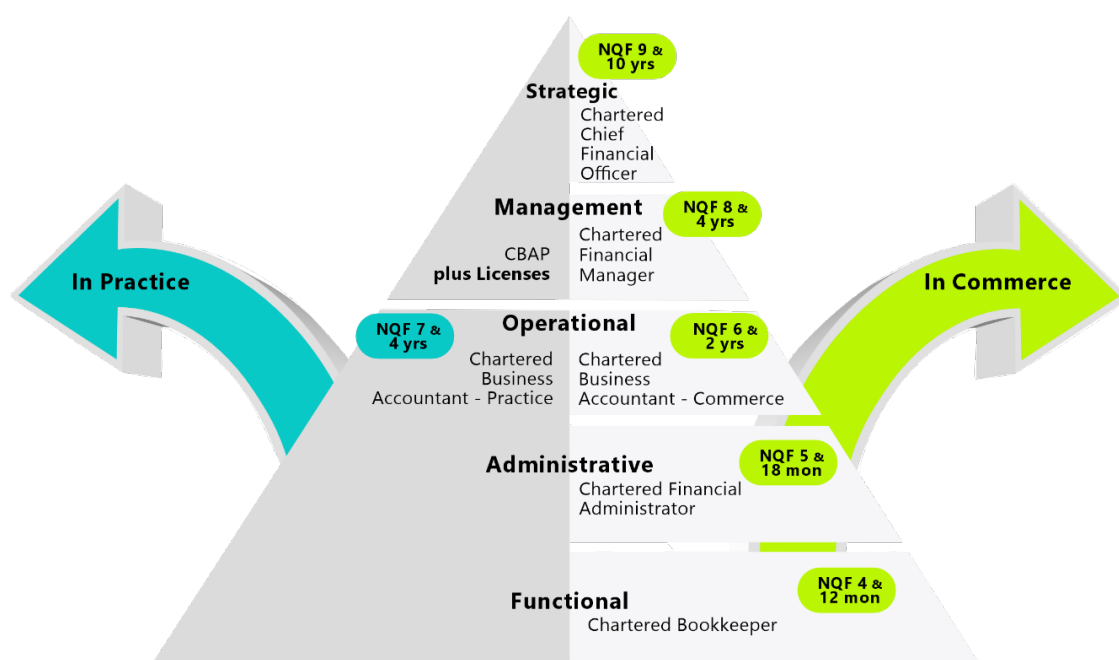 NQF 9 &
10 yrs
Strategic
Chartered
Chief
Financial
Officer
Management
NQF 8 &
4 yrs
CBAP
plus Licenses
Chartered
Financial
Manager
In Practice
In Commerce
Operational
NQF 7 &
4 yrs
NQF 6 &
2 yrs
Chartered
Business
Accountant - Practice
Chartered
Business
Accountant - Commerce
Administrative
NQF 5 &
18 mon
Chartered Financial
Administrator
NQF 4 &
12 mon
Functional
Chartered Bookkeeper